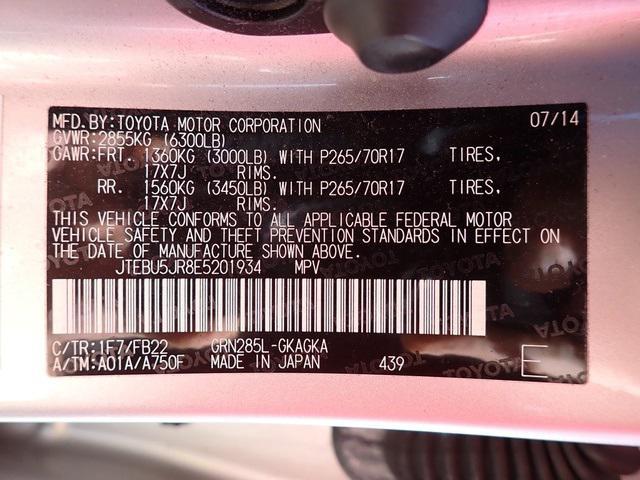 MFD.BY:TOYOTA MOTOR CORPORATION 07/14
GVWR:2855KG (6300LB)
GAWR:FRT. 1360KG (3000LB) WITH P265/70R17 TIRES,
17X7J RIMS.
RR. 1560KG (3450LB) WITH P265/70R17 TIRES,
17X7J RIMS.
THIS VEHICLE CONFORMS TO ALL APPLICABLE FEDERAL MOTOR
VEHICLE SAFETY AND THEFT PREVENTION STANDARDS IN EFFECT ON
THE DATE OF MANUFACTURE SHOWN ABOVE.
JTEBU5JR8E5201934 MPV
C/TR:1F7/FB22 GRN285L-GKAGKA
A/TM:A01A/A750F MADE IN JAPAN 439 E